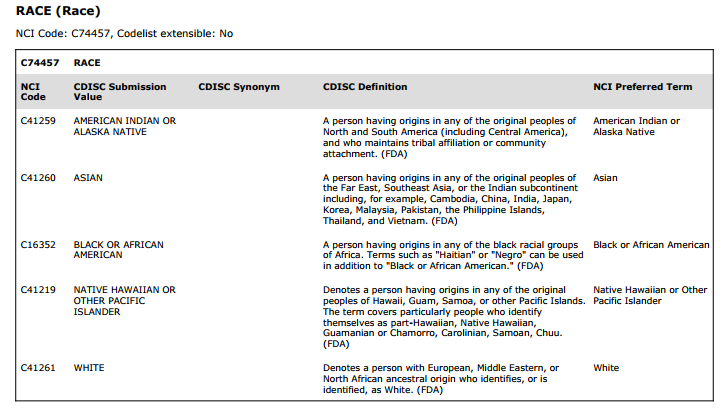 RACE (Race)
NCI Code: C74457, Codelist extensible: No
C74457 RACE
NCI Code CDISC Submission Value CDISC Synonym CDISC Definition NCI Preferred Term
C41259 AMERICAN INDIAN OR A person having origins in any of the original peoples of American Indian or
ALASKA NATIVE North and South America (including Central America), Alaska Native
and who maintains tribal affiliation or community
attachment. (FDA)
C41260 ASIAN A person having origins in any of the original peoples of Asian
the Far East, Southeast Asia, or the Indian subcontinent
including, for example, Cambodia, China, India, Japan,
Korea, Malaysia, Pakistan, the Philippine Islands,
Thailand, and Vietnam. (FDA)
C16352 BLACK OR AFRICAN A person having origins in any of the black racial groups Black or African American
AMERICAN of Africa. Terms such as "Haitian" or "Negro" can be used
in addition to "Black or African American." (FDA)
C41219 NATIVE HAWAIIAN OR Denotes a person having origins in any of the original Native Hawaiian or Other
OTHER PACIFIC peoples of Hawaii, Guam, Samoa, or other Pacific Islands. Pacific Islander
ISLANDER The term covers particularly people who identify
themselves as part-Hawaiian, Native Hawaiian,
Guamanian or Chamorro, Carolinian, Samoan, Chuu.
(FDA)
C41261 WHITE Denotes a person with European, Middle Eastern, or White
North African ancestral origin who identifies, or is
identified, as White. (FDA)